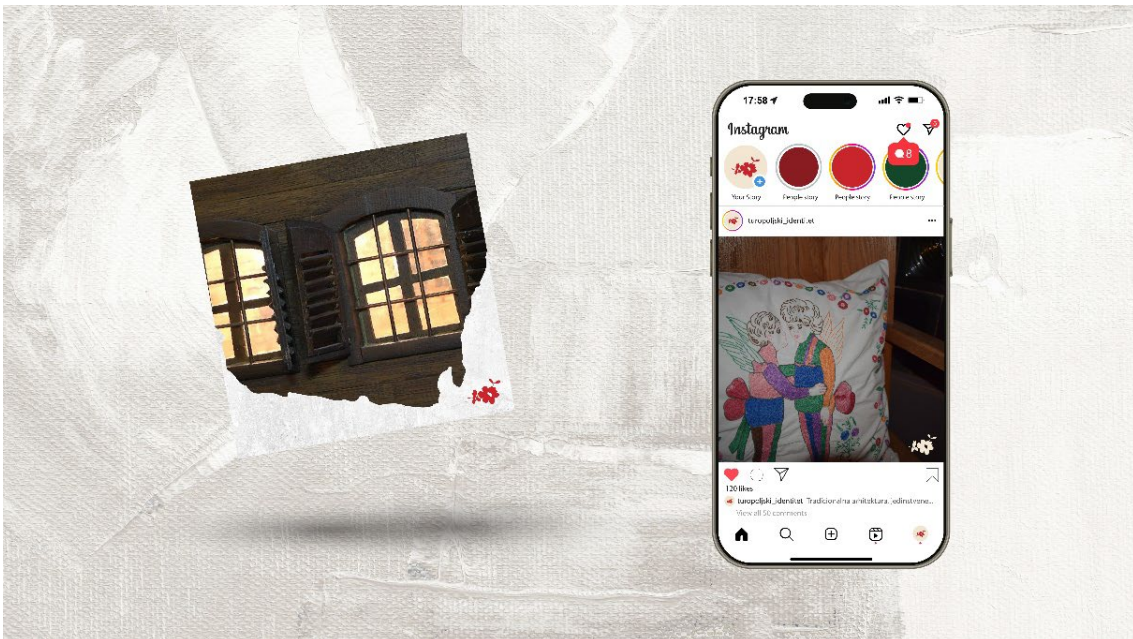 17:58
Instagram
8
Your Story
People story
People story
People story
turopoljski_identitet
120 likes
turopoljski_identitet Tradicionalna arhitektura, jedinstvene...
View all 50 comments